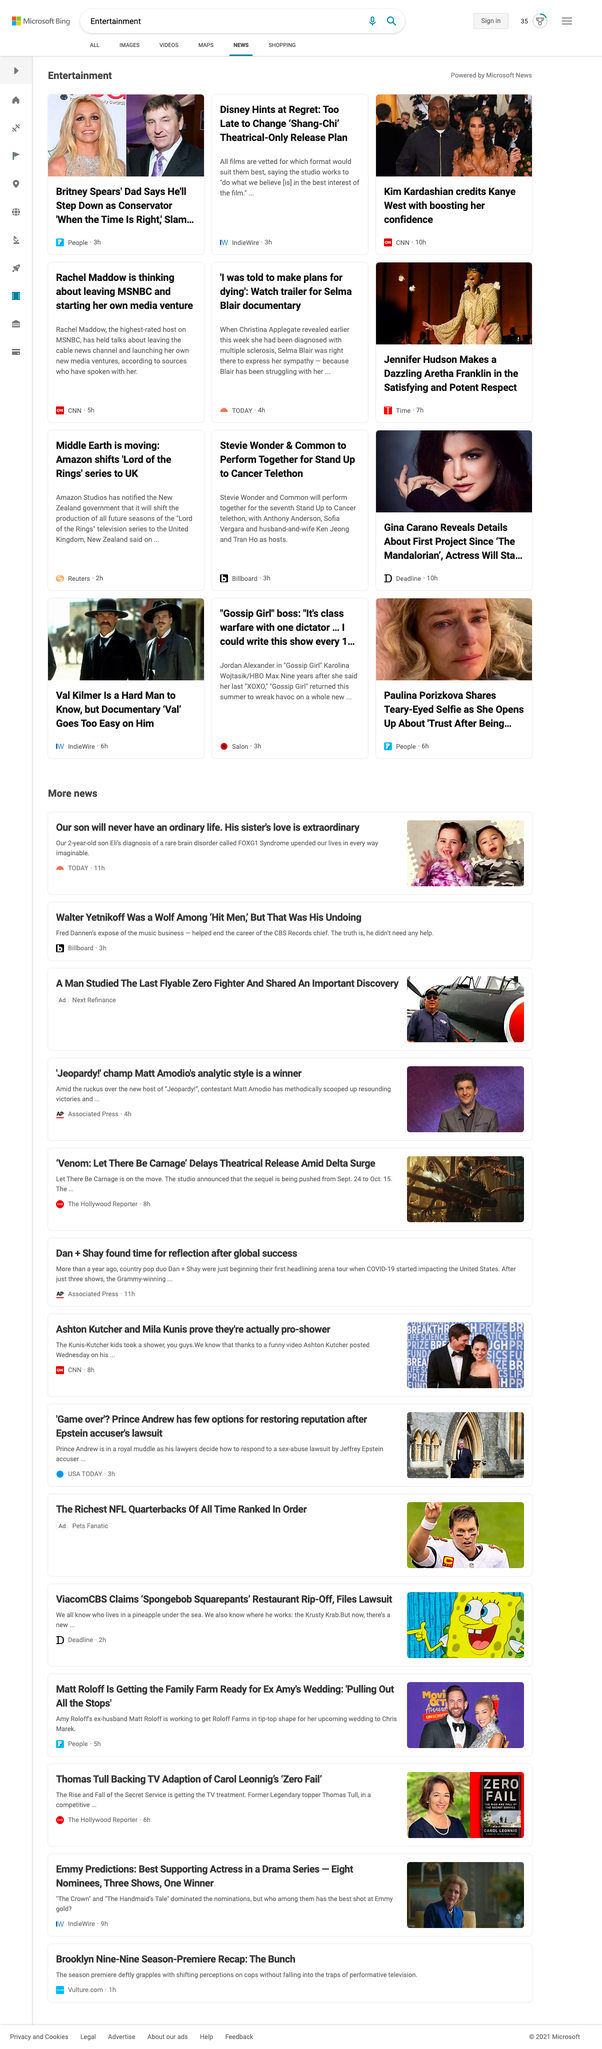 Microsoft Bing
Entertainment
Sign in
35
ALL
IMAGES
VIDEOS
MAPS
NEWS
SHOPPING
Entertainment
Powered by Microsoft News
Britney Spears' Dad Says He'll
Step Down as Conservator
'When the Time Is Right,' Slam...
People · 3h
Disney Hints at Regret: Too
Late to Change ‘Shang-Chi’
Theatrical-Only Release Plan
All films are vetted for which format would
suit them best, saying the studio works to
"do what we believe [is] in the best interest of
the film." ...
IW
IndieWire · 3h
Kim Kardashian credits Kanye
West with boosting her
confidence
CNN · 10h
Rachel Maddow is thinking
about leaving MSNBC and
starting her own media venture
Rachel Maddow, the highest-rated host on
MSNBC, has held talks about leaving the
cable news channel and launching her own
new media ventures, according to sources
who have spoken with her.
CNN · 5h
'I was told to make plans for
dying': Watch trailer for Selma
Blair documentary
When Christina Applegate revealed earlier
this week she had been diagnosed with
multiple sclerosis, Selma Blair was right
there to express her sympathy — because
Blair has been struggling with her ...
TODAY · 4h
Jennifer Hudson Makes a
Dazzling Aretha Franklin in the
Satisfying and Potent Respect
Time · 7h
Middle Earth is moving:
Amazon shifts 'Lord of the
Rings' series to UK
Amazon Studios has notified the New
Zealand government that it will shift the
production of all future seasons of the "Lord
of the Rings" television series to the United
Kingdom, New Zealand said on ...
Reuters · 2h
Stevie Wonder & Common to
Perform Together for Stand Up
to Cancer Telethon
Stevie Wonder and Common will perform
together for the seventh Stand Up to Cancer
telethon, with Anthony Anderson, Sofia
Vergara and husband-and-wife Ken Jeong
and Tran Ho as hosts.
Billboard · 3h
Gina Carano Reveals Details
About First Project Since ‘The
Mandalorian’, Actress Will Sta...
Deadline · 10h
Val Kilmer Is a Hard Man to
Know, but Documentary ‘Val’
Goes Too Easy on Him
IW
IndieWire · 6h
"Gossip Girl" boss: "It's class
warfare with one dictator ... I
could write this show every 1...
Jordan Alexander in "Gossip Girl" Karolina
Wojtasik/HBO Max Nine years after she said
her last "XOXO," "Gossip Girl" returned this
summer to wreak havoc on a whole new ...
Salon · 3h
Paulina Porizkova Shares
Teary-Eyed Selfie as She Opens
Up About 'Trust After Being...
People · 6h
More news
Our son will never have an ordinary life. His sister's love is extraordinary
Our 2-year-old son Eli's diagnosis of a rare brain disorder called FOXG1 Syndrome upended our lives in every way
imaginable.
TODAY · 11h
Walter Yetnikoff Was a Wolf Among ‘Hit Men,’ But That Was His Undoing
Fred Dannen's expose of the music business — helped end the career of the CBS Records chief. The truth is, he didn't need any help.
Billboard · 3h
A Man Studied The Last Flyable Zero Fighter And Shared An Important Discovery
Ad Next Refinance
'Jeopardy!' champ Matt Amodio's analytic style is a winner
Amid the ruckus over the new host of "Jeopardy!", contestant Matt Amodio has methodically scooped up resounding
victories and ...
AP
Associated Press · 4h
‘Venom: Let There Be Carnage’ Delays Theatrical Release Amid Delta Surge
Let There Be Carnage is on the move. The studio announced that the sequel is being pushed from Sept. 24 to Oct. 15.
The ...
The Hollywood Reporter · 8h
Dan + Shay found time for reflection after global success
More than a year ago, country pop duo Dan + Shay were just beginning their first headlining arena tour when COVID-19 started impacting the United States. After
just three shows, the Grammy-winning ...
AP
Associated Press · 11h
Ashton Kutcher and Mila Kunis prove they're actually pro-shower
The Kunis-Kutcher kids took a shower, you guys.We know that thanks to a funny video Ashton Kutcher posted
Wednesday on his ...
CNN · 8h
'Game over'? Prince Andrew has few options for restoring reputation after
Epstein accuser's lawsuit
Prince Andrew is in a royal muddle as his lawyers decide how to respond to a sex-abuse lawsuit by Jeffrey Epstein
accuser ...
USA TODAY · 3h
The Richest NFL Quarterbacks Of All Time Ranked In Order
Ad Pets Fanatic
ViacomCBS Claims ‘Spongebob Squarepants’ Restaurant Rip-Off, Files Lawsuit
We all know who lives in a pineapple under the sea. We also know where he works: the Krusty Krab.But now, there's a
new ...
Deadline · 2h
Matt Roloff Is Getting the Family Farm Ready for Ex Amy's Wedding: 'Pulling Out
All the Stops'
Amy Roloff's ex-husband Matt Roloff is working to get Roloff Farms in tip-top shape for her upcoming wedding to Chris
Marek.
People · 5h
Thomas Tull Backing TV Adaption of Carol Leonnig's ‘Zero Fail’
The Rise and Fall of the Secret Service is getting the TV treatment. Former Legendary topper Thomas Tull, in a
competitive ...
The Hollywood Reporter · 6h
ZERO
FAIL
CAROL LEONNIG
Emmy Predictions: Best Supporting Actress in a Drama Series — Eight
Nominees, Three Shows, One Winner
"The Crown" and "The Handmaid's Tale" dominated the nominations, but who among them has the best shot at Emmy
gold?
IW
IndieWire · 9h
Brooklyn Nine-Nine Season-Premiere Recap: The Bunch
The season premiere deftly grapples with shifting perceptions on cops without falling into the traps of performative television.
Vulture.com · 1h
Privacy and Cookies
Legal
Advertise
About our ads
Help
Feedback
© 2021 Microsoft